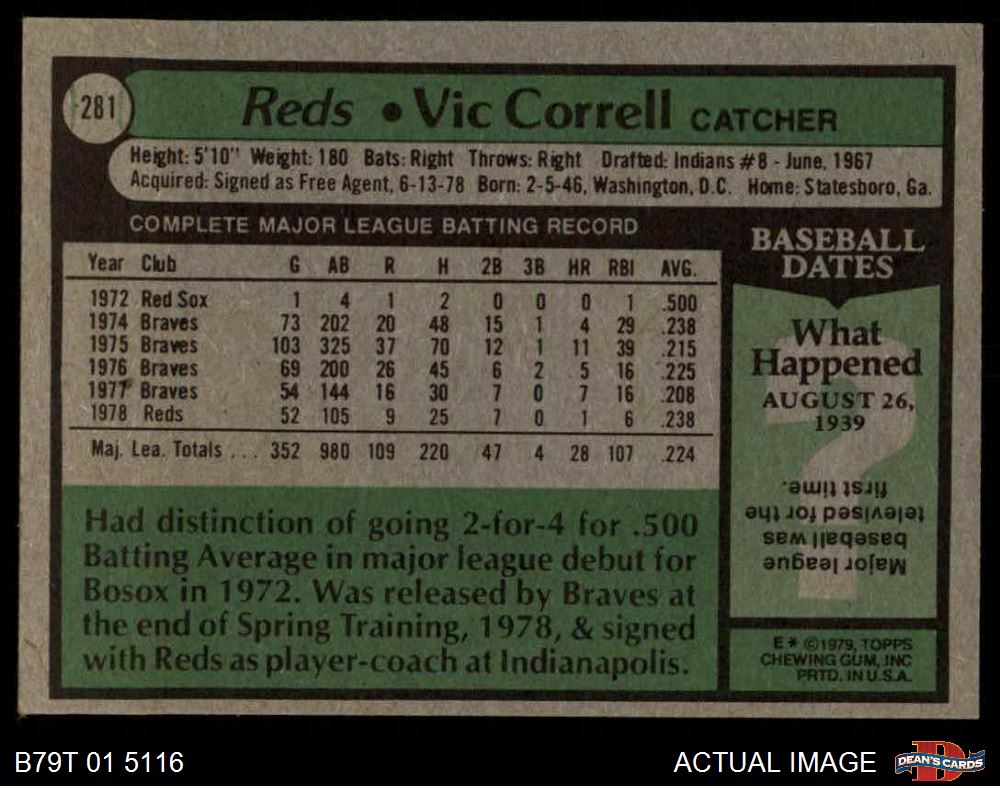 281
Reds • Vic Correll CATCHER
Height: 5'10" Weight: 180 Bats: Right Throws: Right Drafted: Indians #8 - June, 1967
Acquired: Signed as Free Agent, 6-13-78 Born: 2-5-46, Washington, D.C. Home: Statesboro, Ga.
COMPLETE MAJOR LEAGUE BATTING RECORD
Year Club G AB R H 2B 3B HR RBI AVG.
1972 Red Sox 1 4 1 2 0 0 0 1 .500
1974 Braves 73 202 20 48 15 1 4 29 .238
1975 Braves 103 325 37 70 12 1 11 39 .215
1976 Braves 69 200 26 45 6 2 5 16 .225
1977 Braves 54 144 16 30 7 0 7 16 .208
1978 Reds 52 105 9 25 7 0 1 6 .238
Maj. Lea. Totals . . . 352 980 109 220 47 4 28 107 .224
Had distinction of going 2-for-4 for .500
Batting Average in major league debut for
Bosox in 1972. Was released by Braves at
the end of Spring Training, 1978, & signed
with Reds as player-coach at Indianapolis.
BASEBALL
DATES
What
Happened
AUGUST 26,
1939
?
Major league
baseball was
televised for the
first time.
E * ©1979, TOPPS
CHEWING GUM, INC
PRTD. IN U.S.A.
B79T 01 5116
ACTUAL IMAGE
D
DEAN'S CARDS